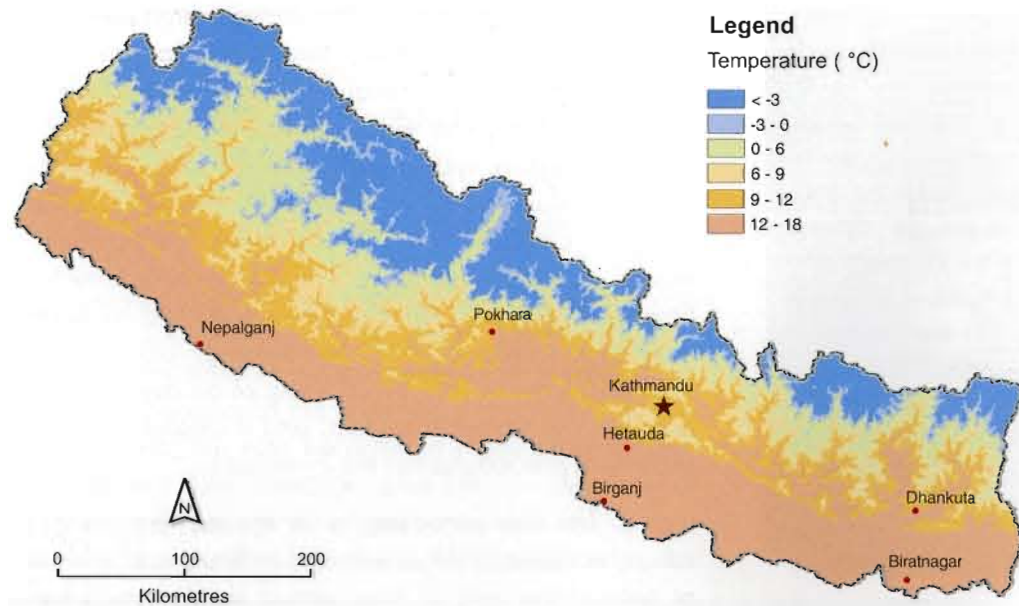 Legend
Temperature ( °C)
< -3
-3 - 0
0 - 6
6 - 9
9 - 12
12 - 18
Nepalganj
Pokhara
Kathmandu
Hetauda
Birganj
Dhankuta
Biratnagar
N
0 100 200
Kilometres